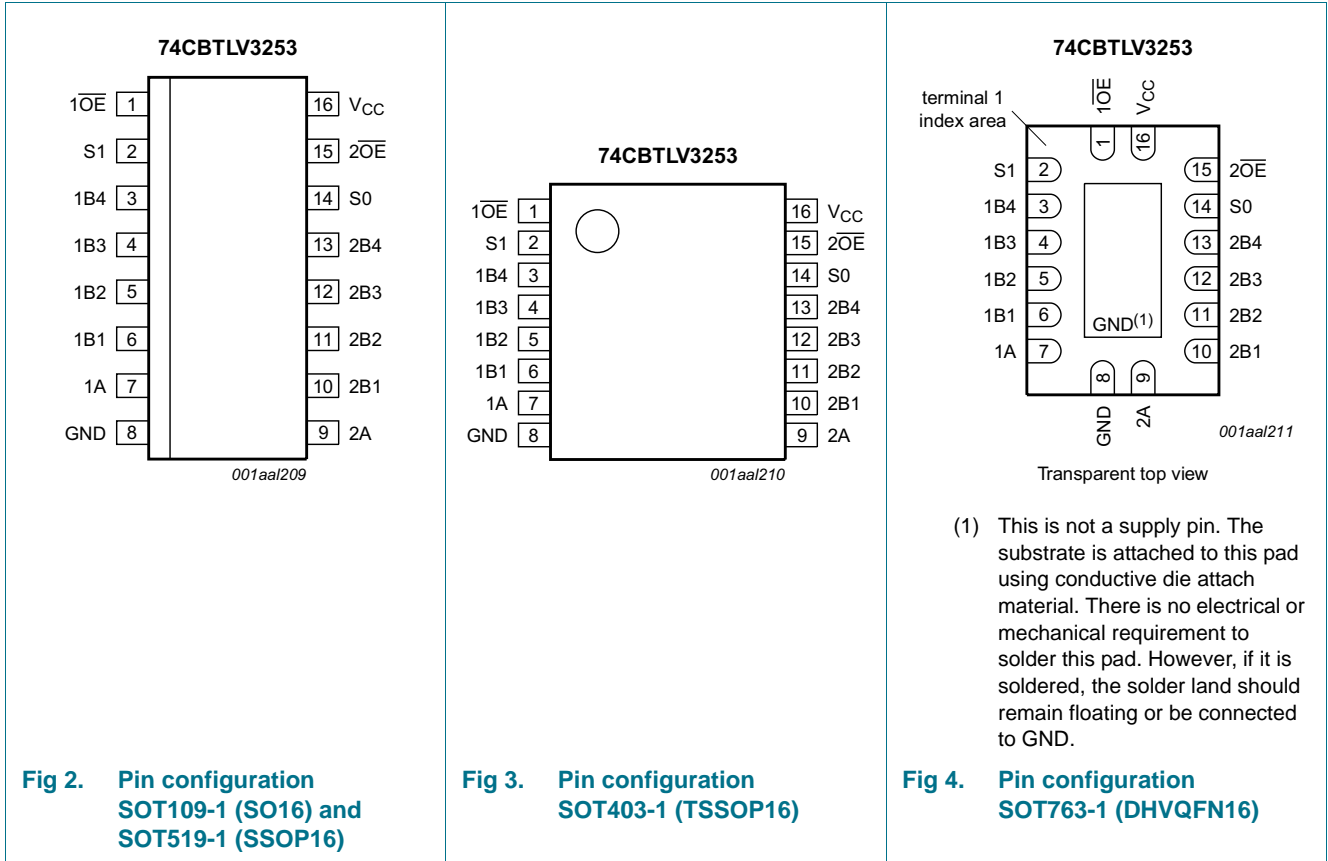 74CBTLV3253
1O̅E̅ 1
16 VCC
S1 2
15 2O̅E̅
1B4 3
14 S0
1B3 4
13 2B4
1B2 5
12 2B3
1B1 6
11 2B2
1A 7
10 2B1
GND 8
9 2A
001aal209
Fig 2. Pin configuration
SOT109-1 (SO16) and
SOT519-1 (SSOP16)
74CBTLV3253
1O̅E̅ 1
16 VCC
S1 2
15 2O̅E̅
1B4 3
14 S0
1B3 4
13 2B4
1B2 5
12 2B3
1B1 6
11 2B2
1A 7
10 2B1
GND 8
9 2A
001aal210
Fig 3. Pin configuration
SOT403-1 (TSSOP16)
74CBTLV3253
terminal 1
index area
1O̅E̅
VCC
1
16
S1 2
15 2O̅E̅
1B4 3
14 S0
1B3 4
13 2B4
1B2 5
12 2B3
1B1 6
11 2B2
GND(1)
1A 7
10 2B1
8
9
GND
2A
001aal211
Transparent top view
(1) This is not a supply pin. The
substrate is attached to this pad
using conductive die attach
material. There is no electrical or
mechanical requirement to
solder this pad. However, if it is
soldered, the solder land should
remain floating or be connected
to GND.
Fig 4. Pin configuration
SOT763-1 (DHVQFN16)